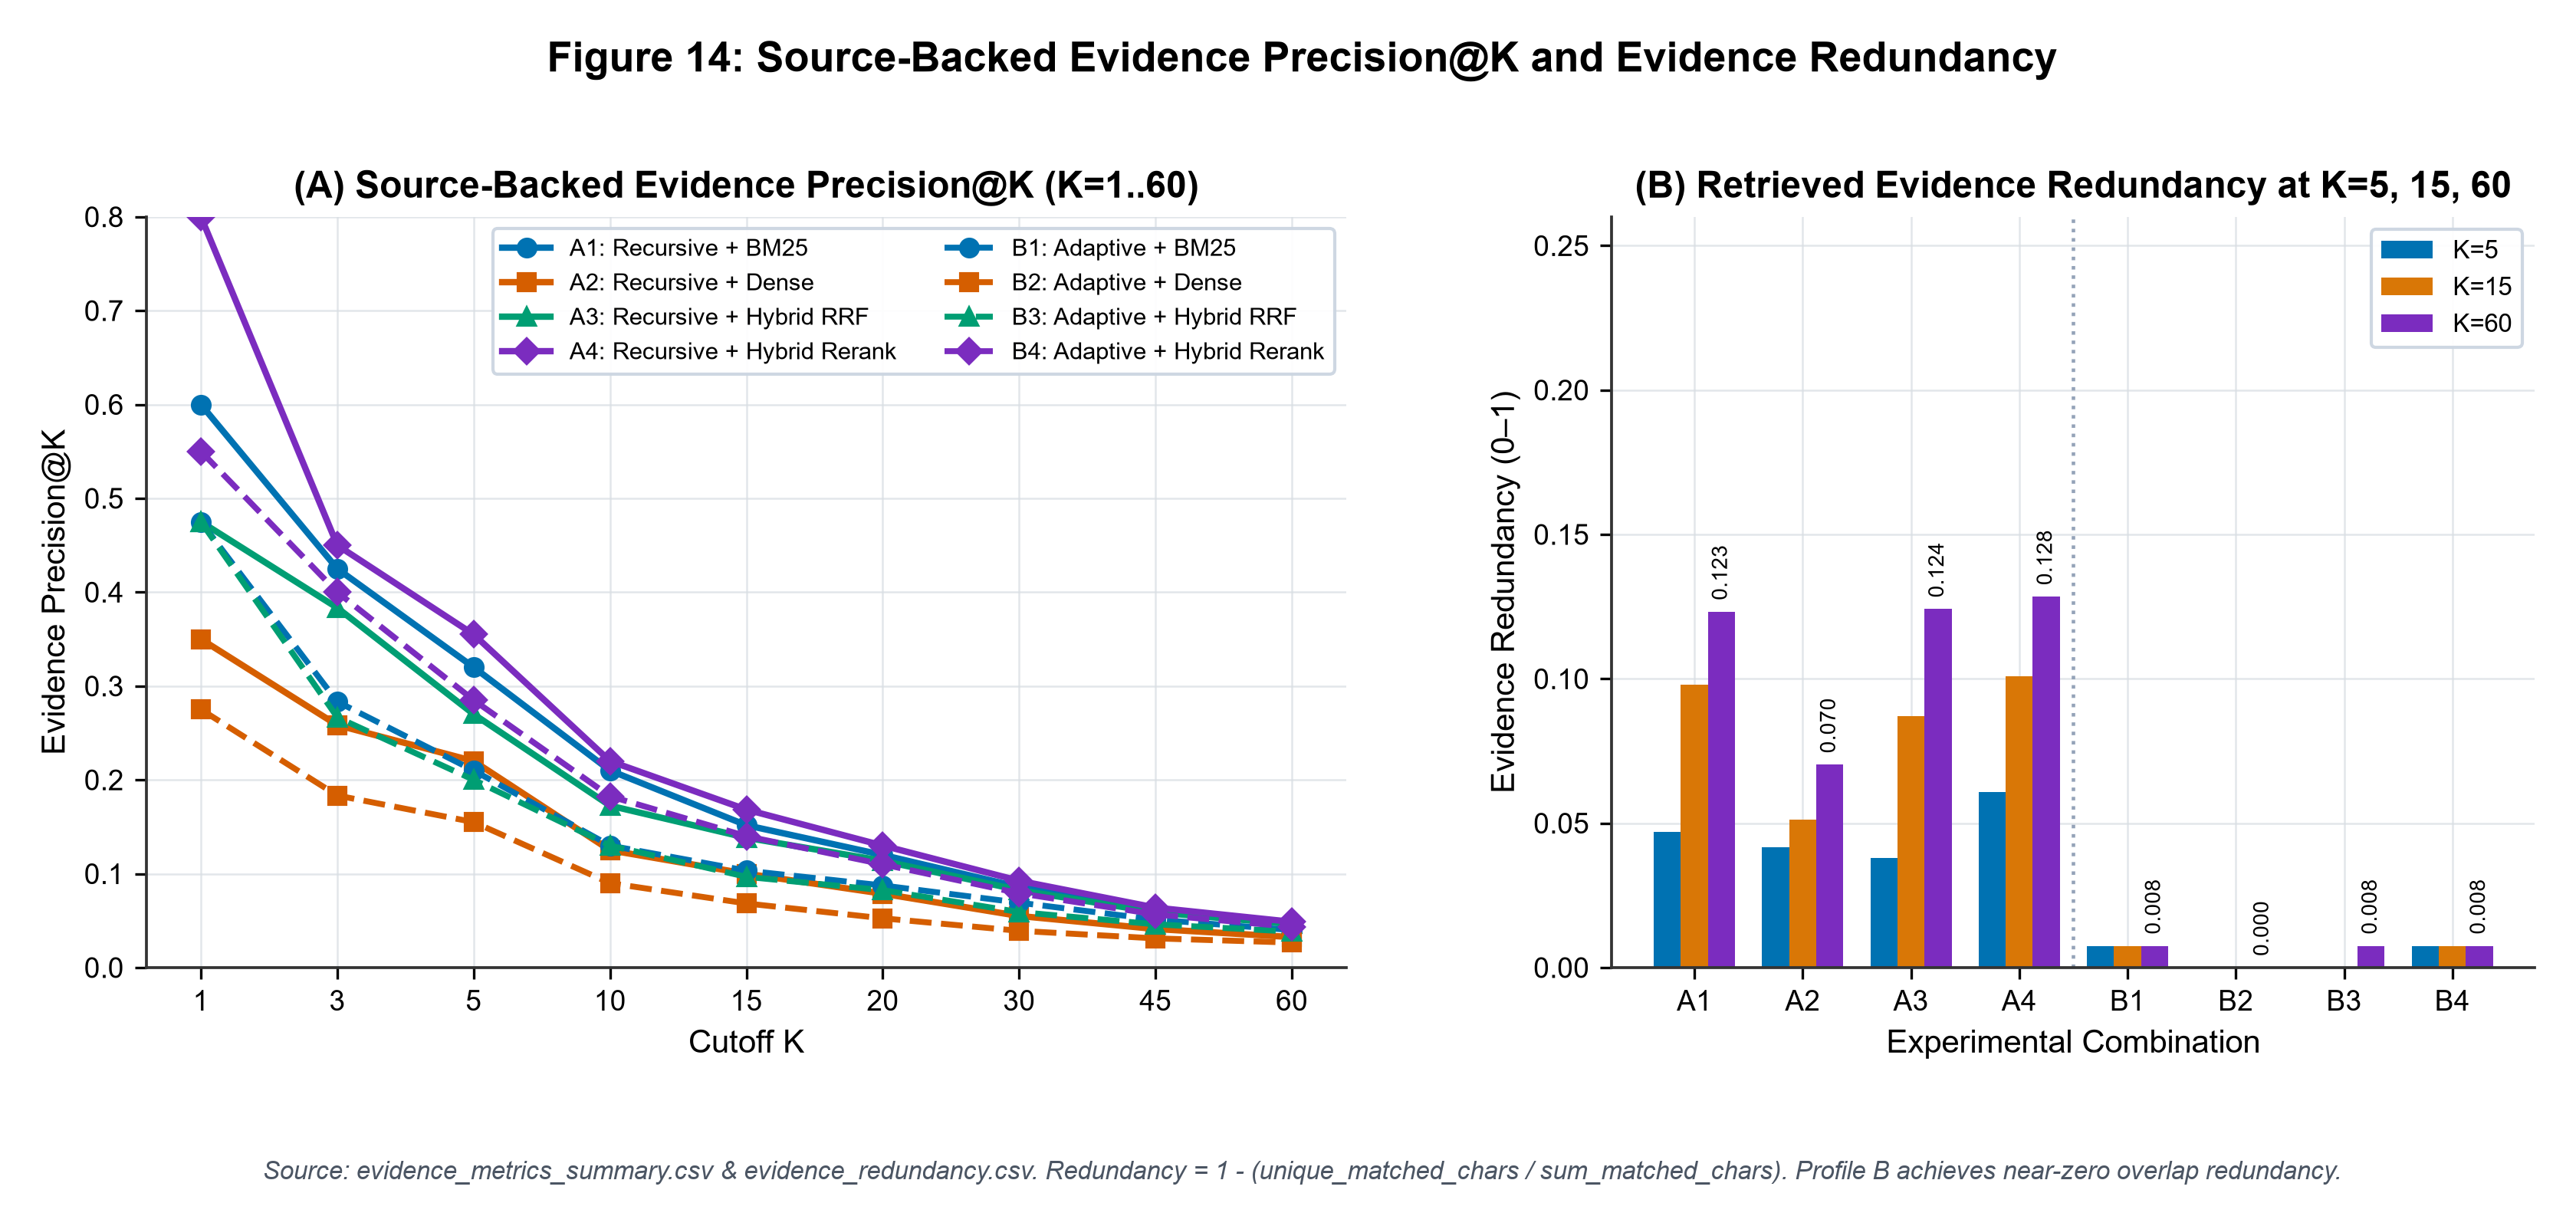 Figure 14: Source-Backed Evidence Precision@K and Evidence Redundancy
(A) Source-Backed Evidence Precision@K (K=1..60)
0.8
0.7
0.6
0.5
0.4
0.3
0.2
0.1
0.0
Evidence Precision@K
A1: Recursive + BM25
A2: Recursive + Dense
A3: Recursive + Hybrid RRF
A4: Recursive + Hybrid Rerank
B1: Adaptive + BM25
B2: Adaptive + Dense
B3: Adaptive + Hybrid RRF
B4: Adaptive + Hybrid Rerank
1 3 5 10 15 20 30 45 60
Cutoff K
(B) Retrieved Evidence Redundancy at K=5, 15, 60
0.25
0.20
0.15
0.10
0.05
0.00
Evidence Redundancy (0–1)
K=5
K=15
K=60
0.123
0.070
0.124
0.128
0.008
0.000
0.008
0.008
A1 A2 A3 A4 B1 B2 B3 B4
Experimental Combination
Source: evidence_metrics_summary.csv & evidence_redundancy.csv. Redundancy = 1 - (unique_matched_chars / sum_matched_chars). Profile B achieves near-zero overlap redundancy.